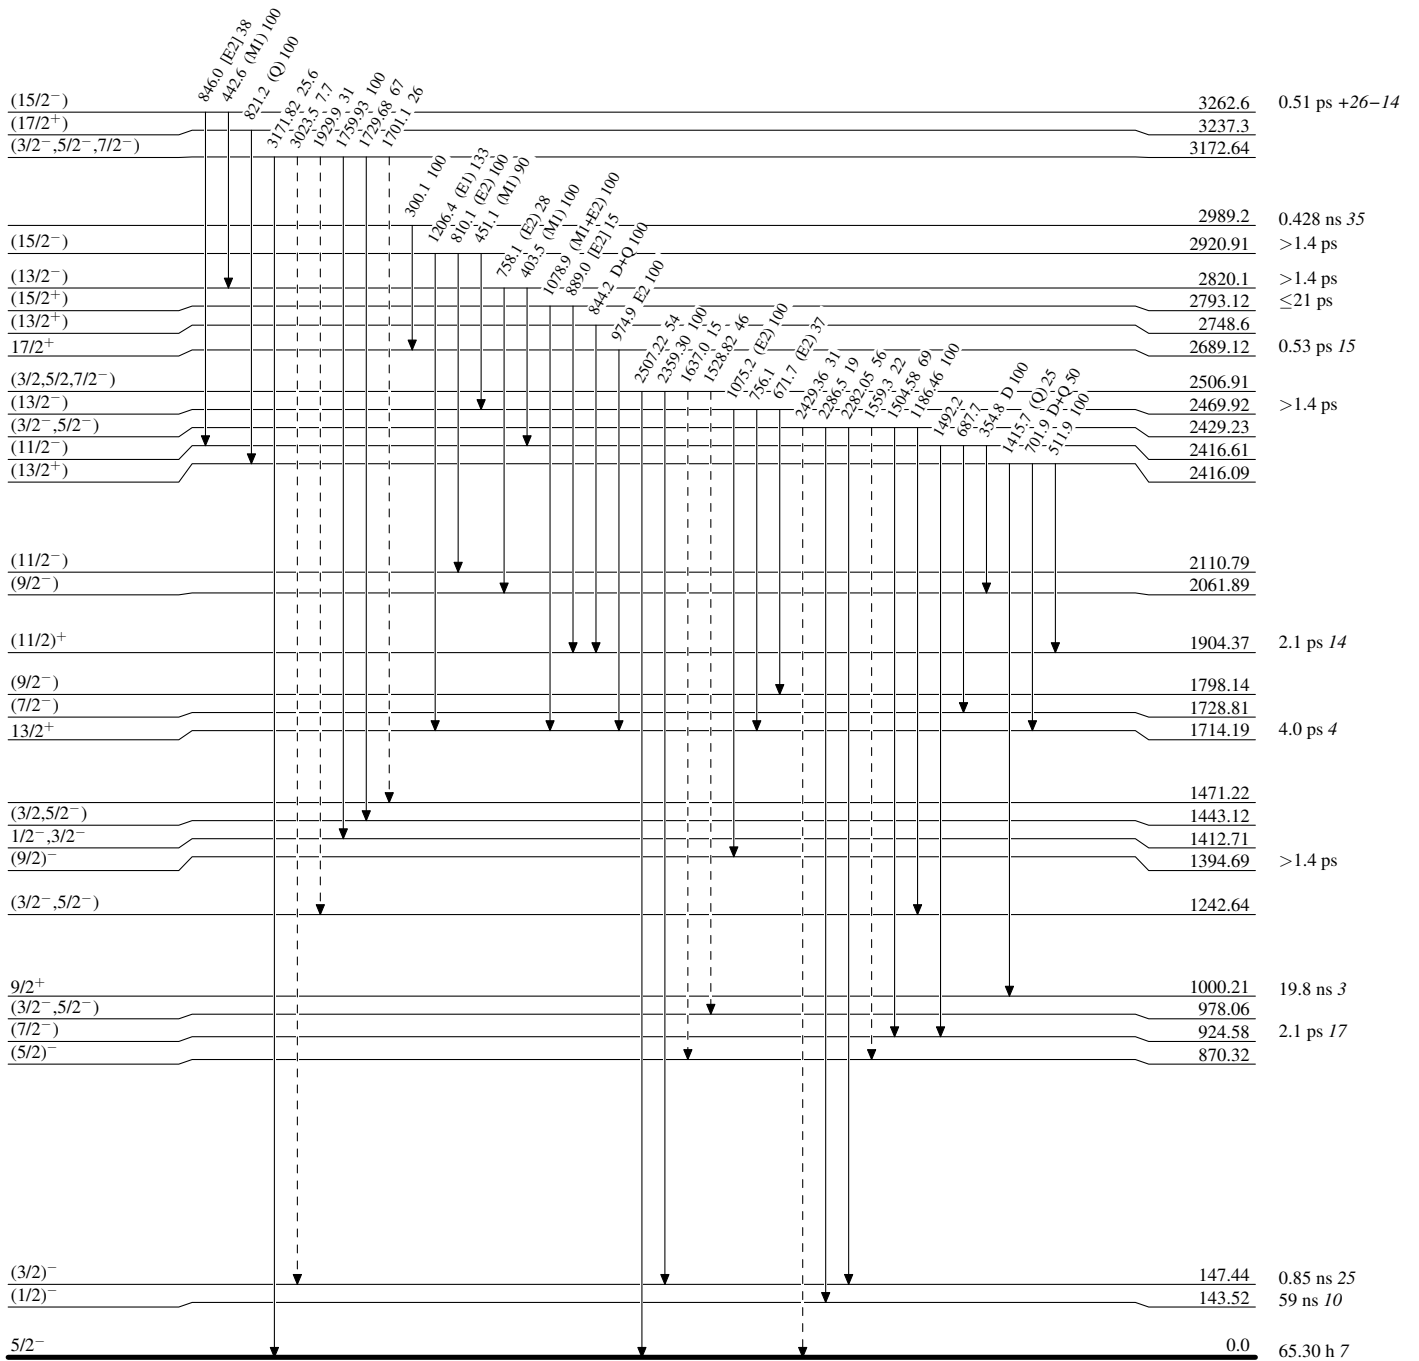 846.0 [E2] 38
442.6 (M1) 100
821.2 (Q) 100
3171.82 25.6
3023.5 7.7
1929.9 31
1759.93 100
1729.68 67
1701.1 26
300.1 100
1206.4 (E1) 133
810.1 (E2) 100
451.1 (M1) 90
758.1 (E2) 28
403.5 (M1) 100
1078.9 (M1+E2) 100
889.0 [E2] 15
844.2 D+Q 100
974.9 E2 100
2507.22 54
2359.30 100
1637.0 15
1528.82 46
1075.2 (E2) 100
756.1
671.7 (E2) 37
2429.36 31
2286.5 19
2282.05 56
1559.3 22
1504.58 69
1186.46 100
1492.2
687.7
354.8 D 100
1415.7 (Q) 25
701.9 D+Q 50
511.9 100
(15/2−) 3262.6 0.51 ps +26−14
(17/2+) 3237.3
(3/2−,5/2−,7/2−) 3172.64
2989.2 0.428 ns 35
(15/2−) 2920.91 >1.4 ps
(13/2−) 2820.1 >1.4 ps
(15/2+) 2793.12 ≤21 ps
(13/2+) 2748.6
17/2+ 2689.12 0.53 ps 15
(3/2,5/2,7/2−) 2506.91
(13/2−) 2469.92 >1.4 ps
(3/2−,5/2−) 2429.23
(11/2−) 2416.61
(13/2+) 2416.09
(11/2−) 2110.79
(9/2−) 2061.89
(11/2)+ 1904.37 2.1 ps 14
(9/2−) 1798.14
(7/2−) 1728.81
13/2+ 1714.19 4.0 ps 4
1471.22
(3/2,5/2−) 1443.12
1/2−,3/2− 1412.71
(9/2)− 1394.69 >1.4 ps
(3/2−,5/2−) 1242.64
9/2+ 1000.21 19.8 ns 3
(3/2−,5/2−) 978.06
(7/2−) 924.58 2.1 ps 17
(5/2)− 870.32
(3/2)− 147.44 0.85 ns 25
(1/2)− 143.52 59 ns 10
5/2− 0.0 65.30 h 7